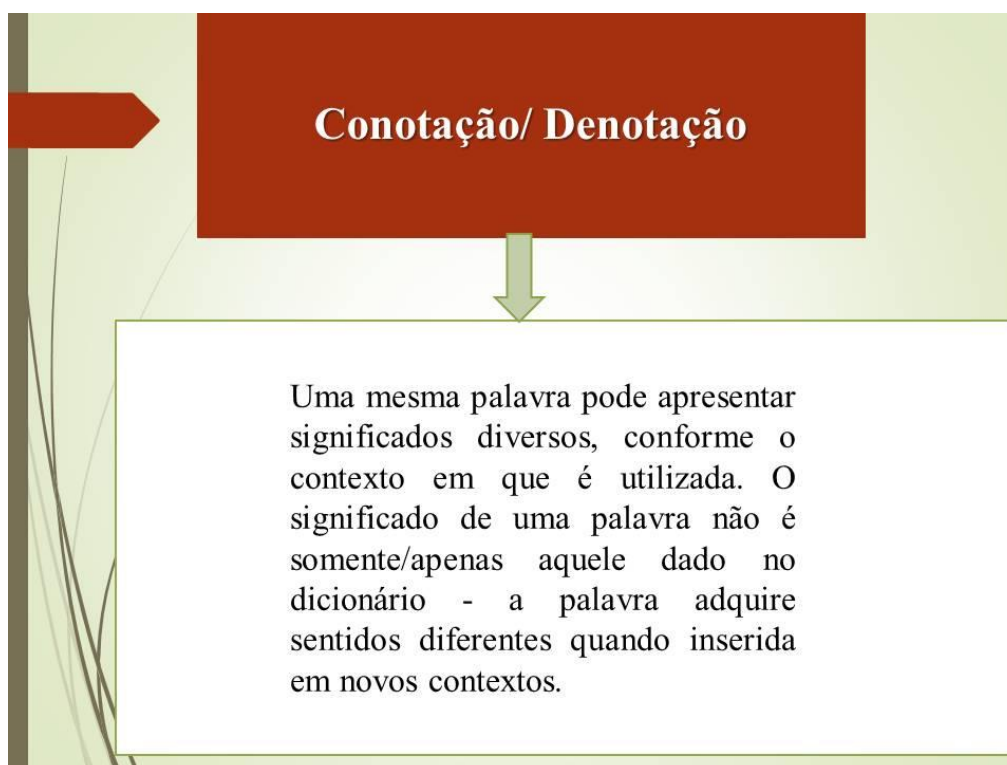 Conotação/ Denotação
Uma mesma palavra pode apresentar
significados diversos, conforme o
contexto em que é utilizada. O
significado de uma palavra não é
somente/apenas aquele dado no
dicionário - a palavra adquire
sentidos diferentes quando inserida
em novos contextos.